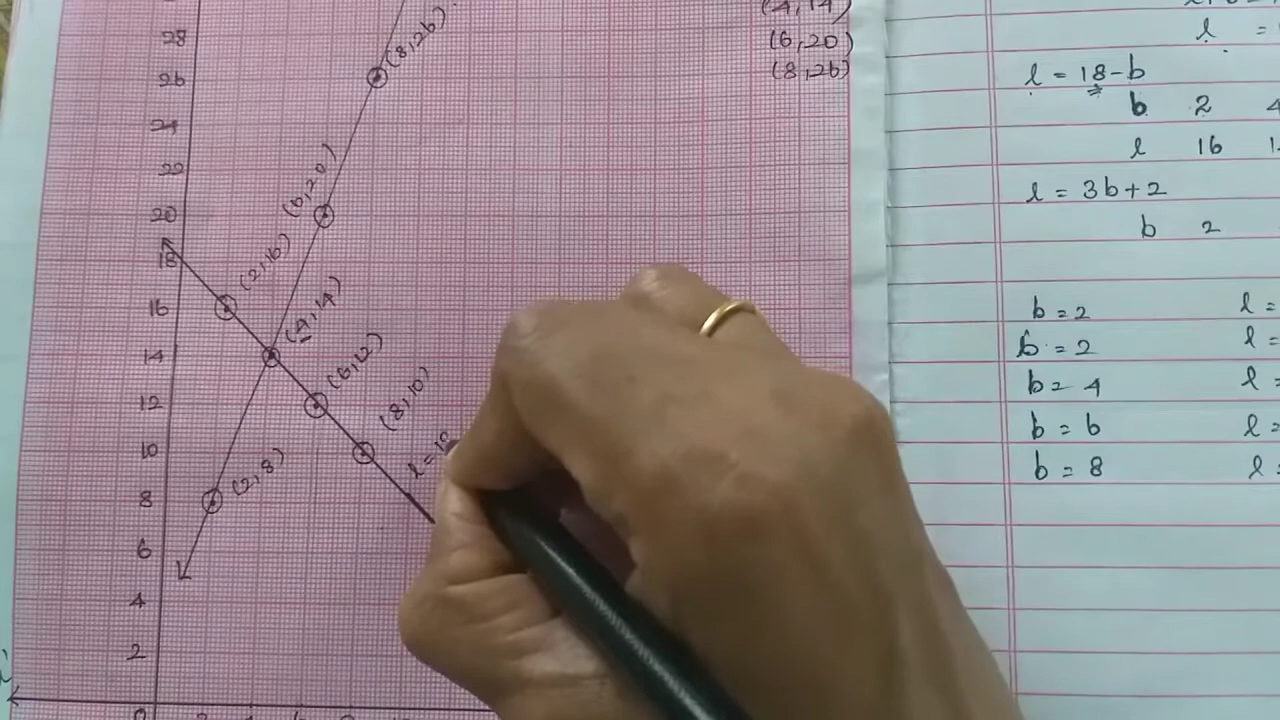 28
26
24
22
20
18
16
14
12
10
8
6
4
2
0
(8,26)
(6,20)
(2,16)
(4,14)
(6,12)
(8,10)
(2,8)
l = 18
(4,14)
(6,20)
(8,26)
l =
l = 18-b
b 2 4
l 16 1
l = 3b+2
b 2
b = 2 l =
b = 2 l =
b = 4 l =
b = 6 l =
b = 8 l =